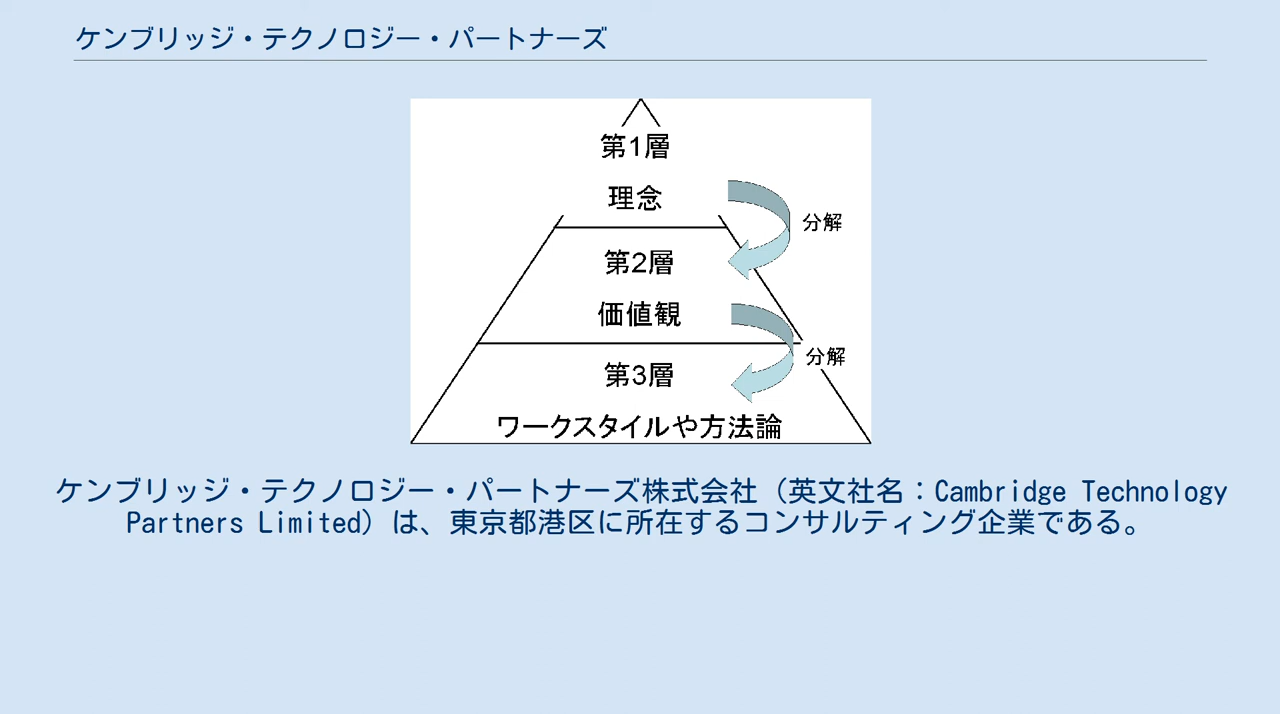 ケンブリッジ・テクノロジー・パートナーズ
第1層
理念
分解
第2層
価値観
分解
第3層
ワークスタイルや方法論
ケンブリッジ・テクノロジー・パートナーズ株式会社（英文社名：Cambridge Technology
Partners Limited）は、東京都港区に所在するコンサルティング企業である。